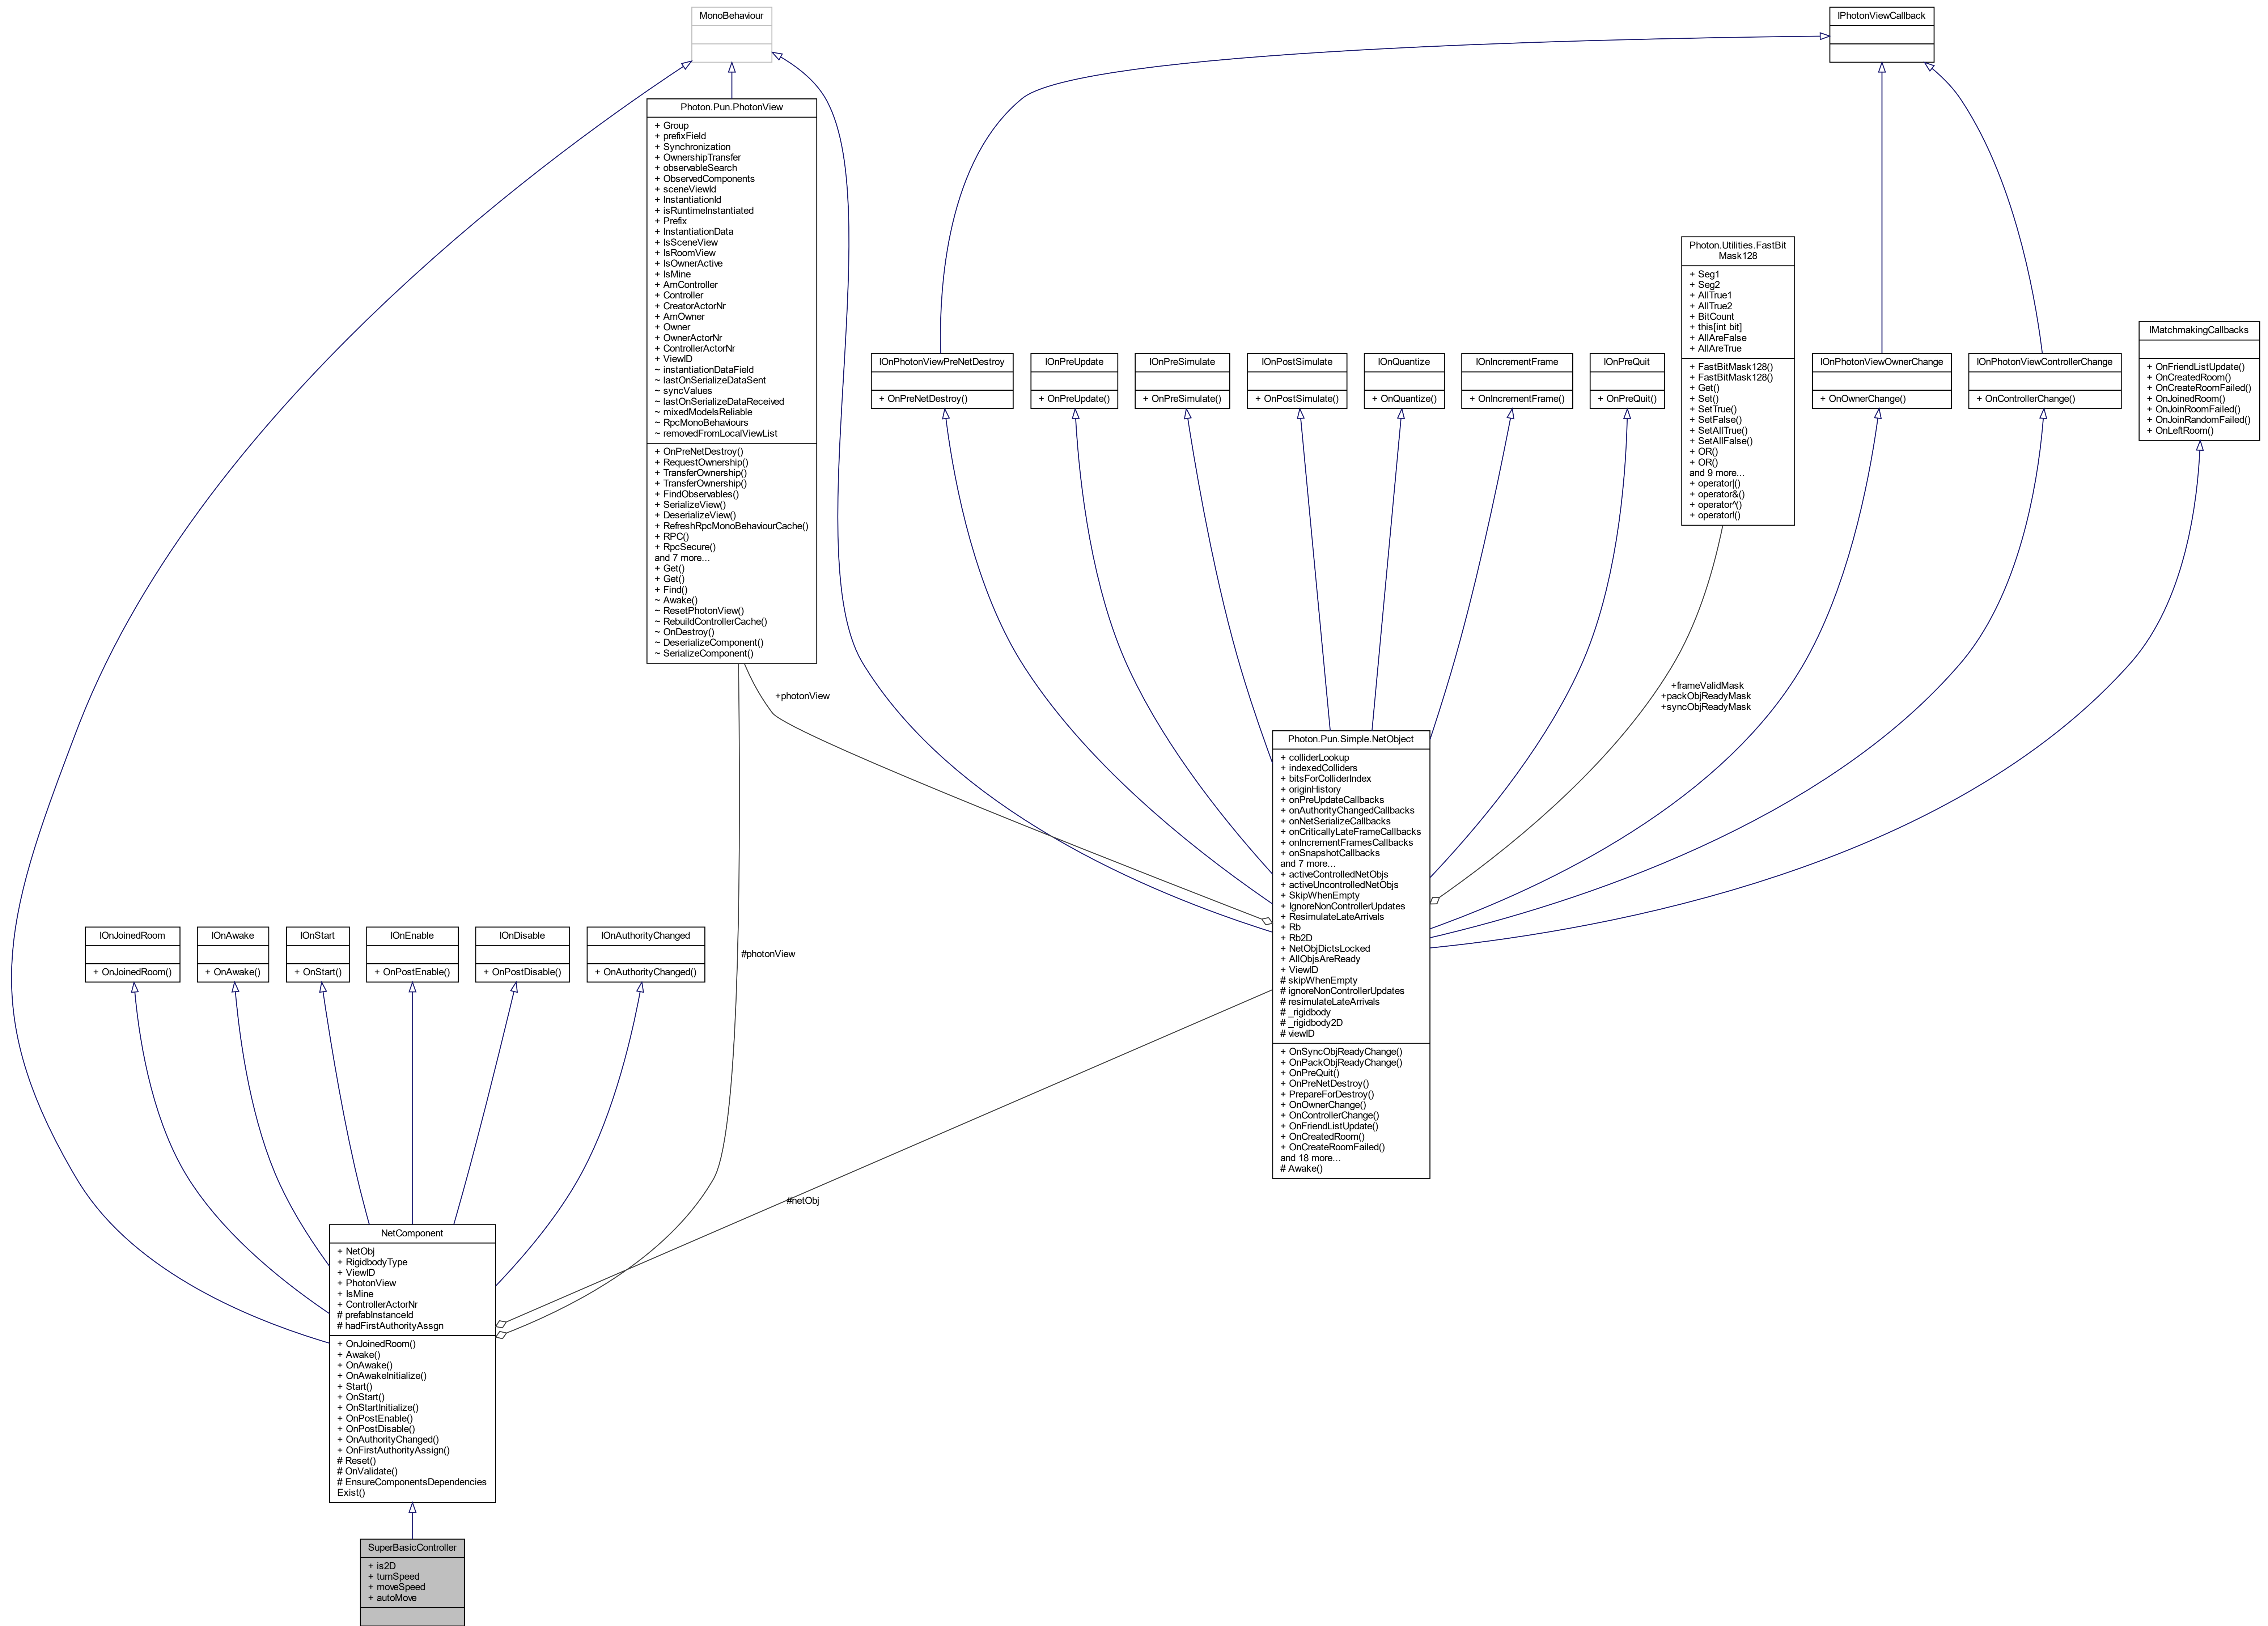 MonoBehaviour
IPhotonViewCallback
Photon.Pun.PhotonView
+ Group
+ prefixField
+ Synchronization
+ OwnershipTransfer
+ observableSearch
+ ObservedComponents
+ sceneViewId
+ InstantiationId
+ isRuntimeInstantiated
+ Prefix
+ InstantiationData
+ IsSceneView
+ IsRoomView
+ IsOwnerActive
+ IsMine
+ AmController
+ Controller
+ CreatorActorNr
+ AmOwner
+ Owner
+ OwnerActorNr
+ ControllerActorNr
+ ViewID
~ instantiationDataField
~ lastOnSerializeDataSent
~ syncValues
~ lastOnSerializeDataReceived
~ mixedModeIsReliable
~ RpcMonoBehaviours
~ removedFromLocalViewList
+ OnPreNetDestroy()
+ RequestOwnership()
+ TransferOwnership()
+ TransferOwnership()
+ FindObservables()
+ SerializeView()
+ DeserializeView()
+ RefreshRpcMonoBehaviourCache()
+ RPC()
+ RpcSecure()
and 7 more...
+ Get()
+ Get()
+ Find()
~ Awake()
~ ResetPhotonView()
~ RebuildControllerCache()
~ OnDestroy()
~ DeserializeComponent()
~ SerializeComponent()
Photon.Utilities.FastBit
Mask128
+ Seg1
+ Seg2
+ AllTrue1
+ AllTrue2
+ BitCount
+ this[int bit]
+ AllAreFalse
+ AllAreTrue
+ FastBitMask128()
+ FastBitMask128()
+ Get()
+ Set()
+ SetTrue()
+ SetFalse()
+ SetAllTrue()
+ SetAllFalse()
+ OR()
+ OR()
and 9 more...
+ operator|()
+ operator&()
+ operator^()
+ operator!()
IOnPhotonViewPreNetDestroy
+ OnPreNetDestroy()
IOnPreUpdate
+ OnPreUpdate()
IOnPreSimulate
+ OnPreSimulate()
IOnPostSimulate
+ OnPostSimulate()
IOnQuantize
+ OnQuantize()
IOnIncrementFrame
+ OnIncrementFrame()
IOnPreQuit
+ OnPreQuit()
IOnPhotonViewOwnerChange
+ OnOwnerChange()
IOnPhotonViewControllerChange
+ OnControllerChange()
IMatchmakingCallbacks
+ OnFriendListUpdate()
+ OnCreatedRoom()
+ OnCreateRoomFailed()
+ OnJoinedRoom()
+ OnJoinRoomFailed()
+ OnJoinRandomFailed()
+ OnLeftRoom()
+photonView
+frameValidMask
+packObjReadyMask
+syncObjReadyMask
Photon.Pun.Simple.NetObject
+ colliderLookup
+ indexedColliders
+ bitsForColliderIndex
+ originHistory
+ onPreUpdateCallbacks
+ onAuthorityChangedCallbacks
+ onNetSerializeCallbacks
+ onCriticallyLateFrameCallbacks
+ onIncrementFramesCallbacks
+ onSnapshotCallbacks
and 7 more...
+ activeControlledNetObjs
+ activeUncontrolledNetObjs
+ SkipWhenEmpty
+ IgnoreNonControllerUpdates
+ ResimulateLateArrivals
+ Rb
+ Rb2D
+ NetObjDictsLocked
+ AllObjsAreReady
+ ViewID
# skipWhenEmpty
# ignoreNonControllerUpdates
# resimulateLateArrivals
# _rigidbody
# _rigidbody2D
# viewID
+ OnSyncObjReadyChange()
+ OnPackObjReadyChange()
+ OnPreQuit()
+ OnPreNetDestroy()
+ PrepareForDestroy()
+ OnOwnerChange()
+ OnControllerChange()
+ OnFriendListUpdate()
+ OnCreatedRoom()
+ OnCreateRoomFailed()
and 18 more...
# Awake()
IOnJoinedRoom
+ OnJoinedRoom()
IOnAwake
+ OnAwake()
IOnStart
+ OnStart()
IOnEnable
+ OnPostEnable()
IOnDisable
+ OnPostDisable()
IOnAuthorityChanged
+ OnAuthorityChanged()
#photonView
#netObj
NetComponent
+ NetObj
+ RigidbodyType
+ ViewID
+ PhotonView
+ IsMine
+ ControllerActorNr
# prefabInstanceId
# hadFirstAuthorityAssgn
+ OnJoinedRoom()
+ Awake()
+ OnAwake()
+ OnAwakeInitialize()
+ Start()
+ OnStart()
+ OnStartInitialize()
+ OnPostEnable()
+ OnPostDisable()
+ OnAuthorityChanged()
+ OnFirstAuthorityAssign()
# Reset()
# OnValidate()
# EnsureComponentsDependencies
Exist()
SuperBasicController
+ is2D
+ turnSpeed
+ moveSpeed
+ autoMove